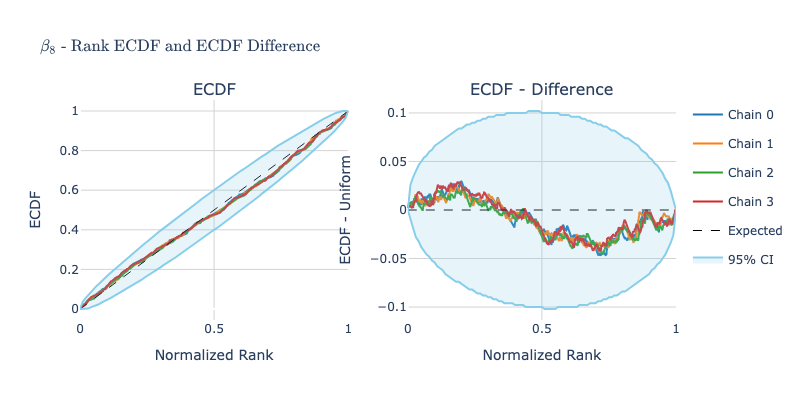 β₈ - Rank ECDF and ECDF Difference
ECDF
ECDF
1
0.8
0.6
0.4
0.2
0
0
0.5
1
Normalized Rank
ECDF - Difference
ECDF - Uniform
0.1
0.05
0
−0.05
−0.1
0
0.5
1
Normalized Rank
Chain 0
Chain 1
Chain 2
Chain 3
Expected
95% CI